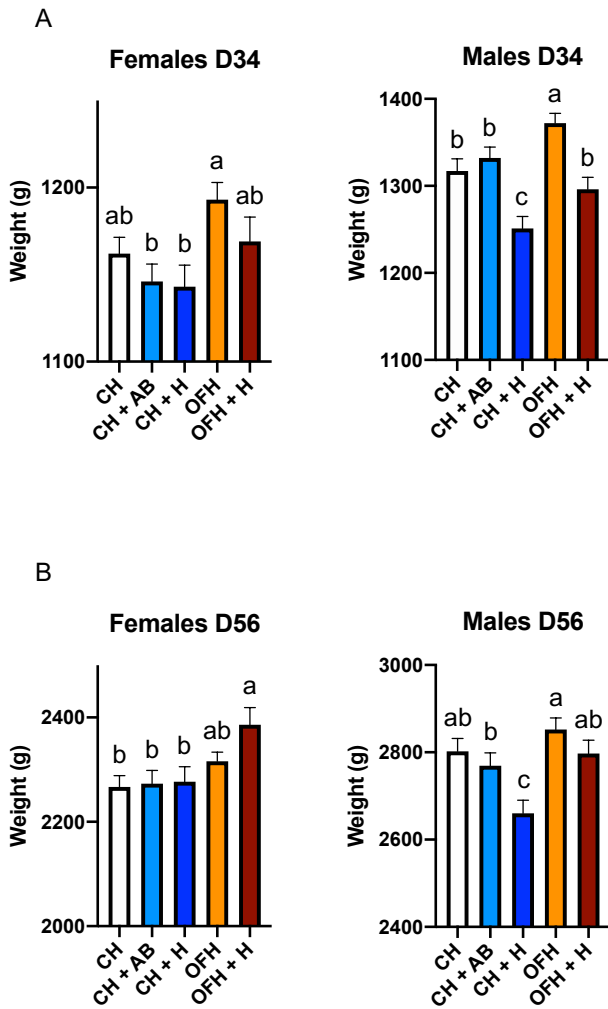 A
Females D34
Weight (g)
1200
1100
ab
b
b
a
ab
CH
CH + AB
CH + H
OFH
OFH + H
Males D34
Weight (g)
1400
1300
1200
1100
b
b
c
a
b
CH
CH + AB
CH + H
OFH
OFH + H
B
Females D56
Weight (g)
2400
2200
2000
b
b
b
ab
a
CH
CH + AB
CH + H
OFH
OFH + H
Males D56
Weight (g)
3000
2800
2600
2400
ab
b
c
a
ab
CH
CH + AB
CH + H
OFH
OFH + H